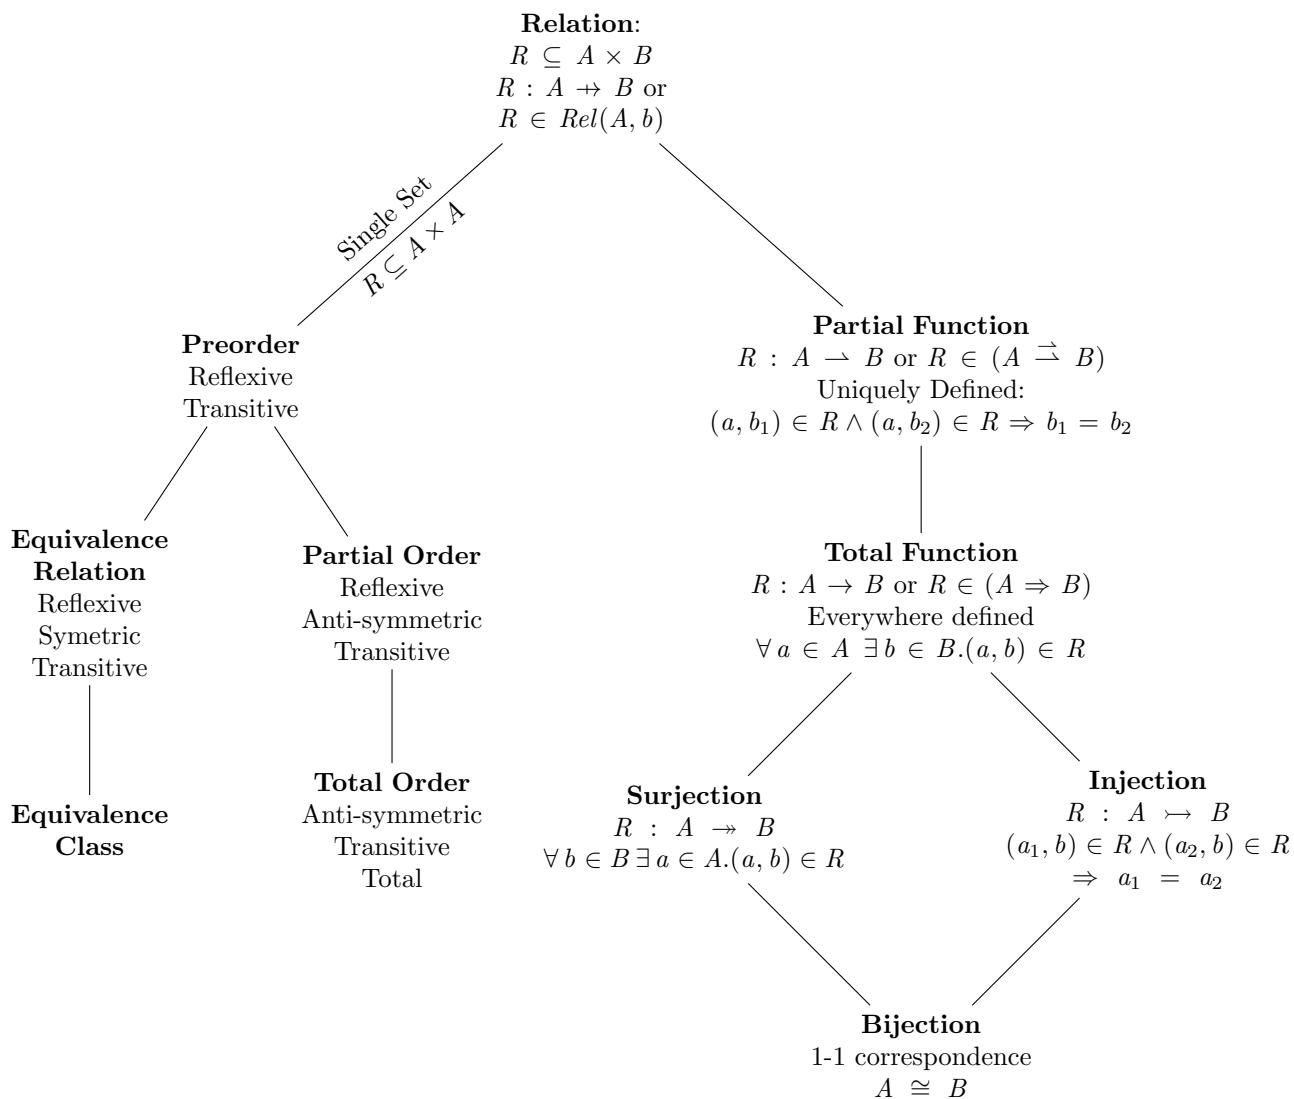 Relation:
R ⊆ A × B
R : A ⇸ B or
R ∈ Rel(A, b)
Single Set
R ⊆ A × A
Preorder
Reflexive
Transitive
Partial Function
R : A ⇀ B or R ∈ (A ⇀⃑ B)
Uniquely Defined:
(a, b₁) ∈ R ∧ (a, b₂) ∈ R ⇒ b₁ = b₂
Equivalence
Relation
Reflexive
Symetric
Transitive
Partial Order
Reflexive
Anti-symmetric
Transitive
Total Function
R : A → B or R ∈ (A ⇒ B)
Everywhere defined
∀ a ∈ A ∃ b ∈ B.(a, b) ∈ R
Equivalence
Class
Total Order
Anti-symmetric
Transitive
Total
Surjection
R : A ↠ B
∀ b ∈ B ∃ a ∈ A.(a, b) ∈ R
Injection
R : A ↣ B
(a₁, b) ∈ R ∧ (a₂, b) ∈ R
⇒ a₁ = a₂
Bijection
1-1 correspondence
A ≅ B